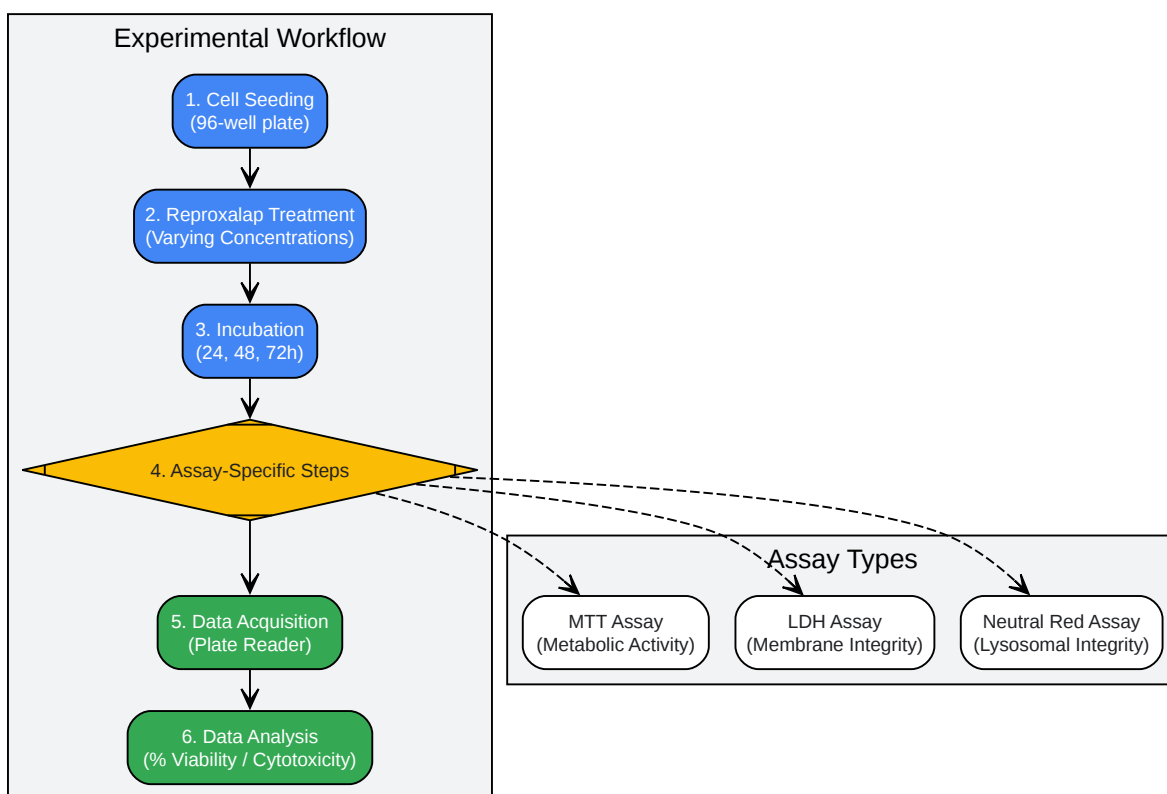 Experimental Workflow
1. Cell Seeding
(96-well plate)
2. Reproxalap Treatment
(Varying Concentrations)
3. Incubation
(24, 48, 72h)
4. Assay-Specific Steps
Assay Types
MTT Assay
(Metabolic Activity)
LDH Assay
(Membrane Integrity)
Neutral Red Assay
(Lysosomal Integrity)
5. Data Acquisition
(Plate Reader)
6. Data Analysis
(% Viability / Cytotoxicity)